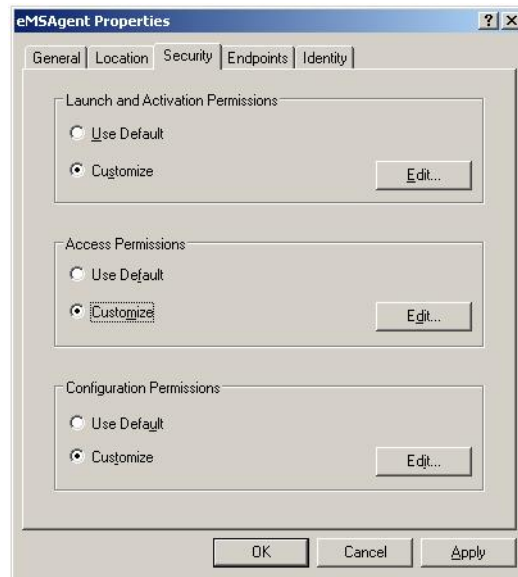 eMSAgent Properties
General Location Security Endpoints Identity
Launch and Activation Permissions
Use Default
Customize
Edit...
Access Permissions
Use Default
Customize
Edit...
Configuration Permissions
Use Default
Customize
Edit...
OK Cancel Apply